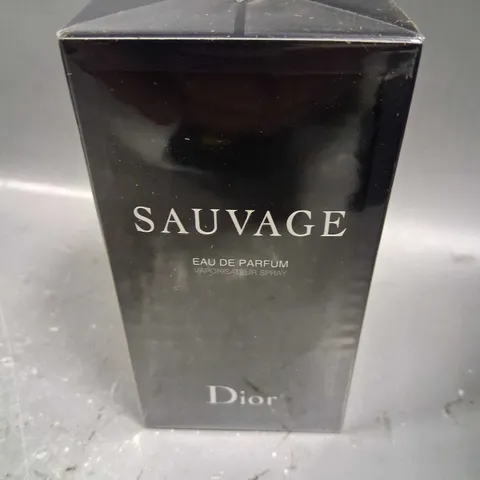 SAUVAGE
EAU DE PARFUM
VAPORISATEUR SPRAY
Dior